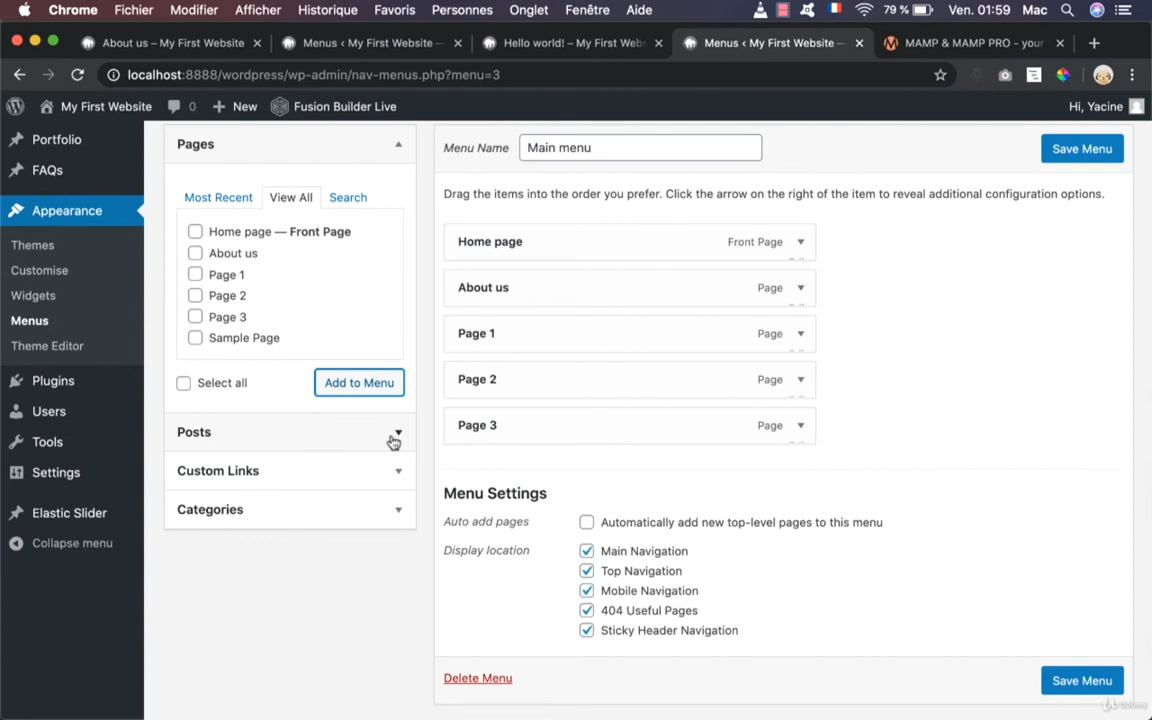 Chrome Fichier Modifier Afficher Historique Favoris Personnes Onglet Fenêtre Aide 79 % Ven. 01:59 Mac
About us – My First Website Menus ‹ My First Website — Hello world! – My First Webs Menus ‹ My First Website — MAMP & MAMP PRO - your
localhost:8888/wordpress/wp-admin/nav-menus.php?menu=3
My First Website 0 New Fusion Builder Live Hi, Yacine
Portfolio
FAQs
Appearance
Themes
Customise
Widgets
Menus
Theme Editor
Plugins
Users
Tools
Settings
Elastic Slider
Collapse menu
Pages
Most Recent View All Search
Home page — Front Page
About us
Page 1
Page 2
Page 3
Sample Page
Select all Add to Menu
Posts
Custom Links
Categories
Menu Name Main menu Save Menu
Drag the items into the order you prefer. Click the arrow on the right of the item to reveal additional configuration options.
Home page Front Page
About us Page
Page 1 Page
Page 2 Page
Page 3 Page
Menu Settings
Auto add pages Automatically add new top-level pages to this menu
Display location Main Navigation
Top Navigation
Mobile Navigation
404 Useful Pages
Sticky Header Navigation
Delete Menu Save Menu
Udemy